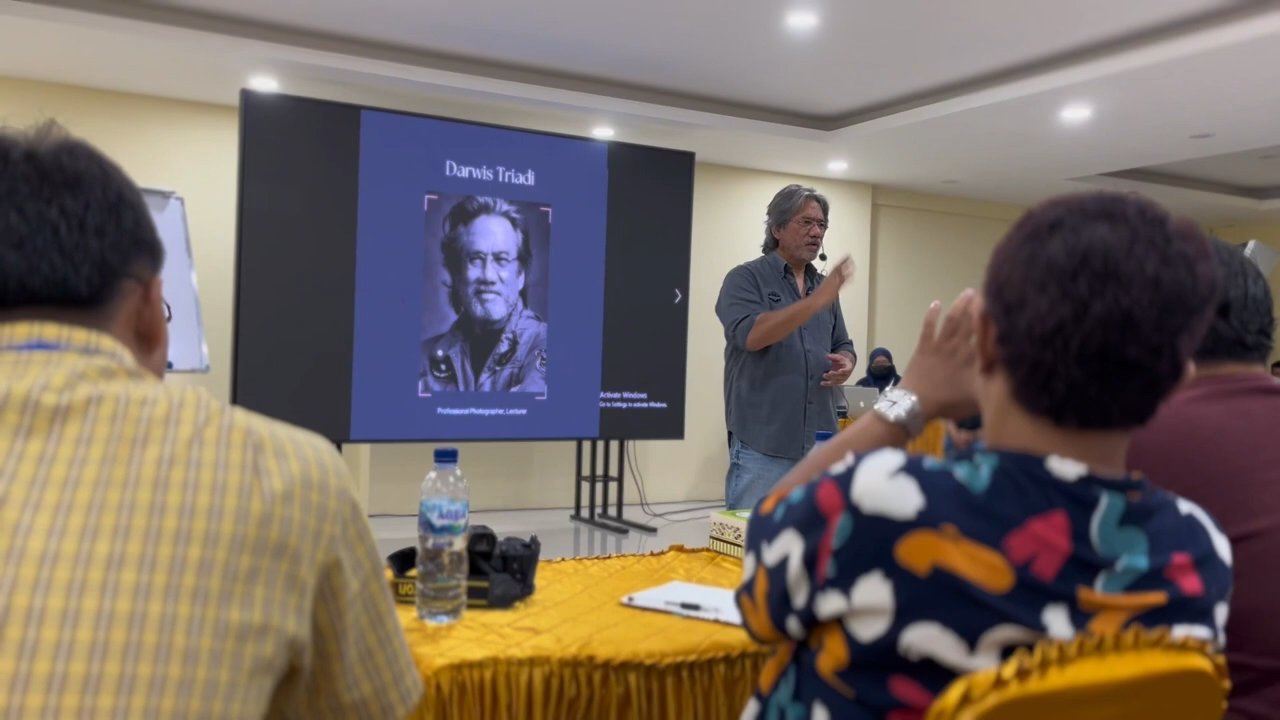 Darwis Triadi
Professional Photographer, Lecturer
Activate Windows
Go to Settings to activate Windows.